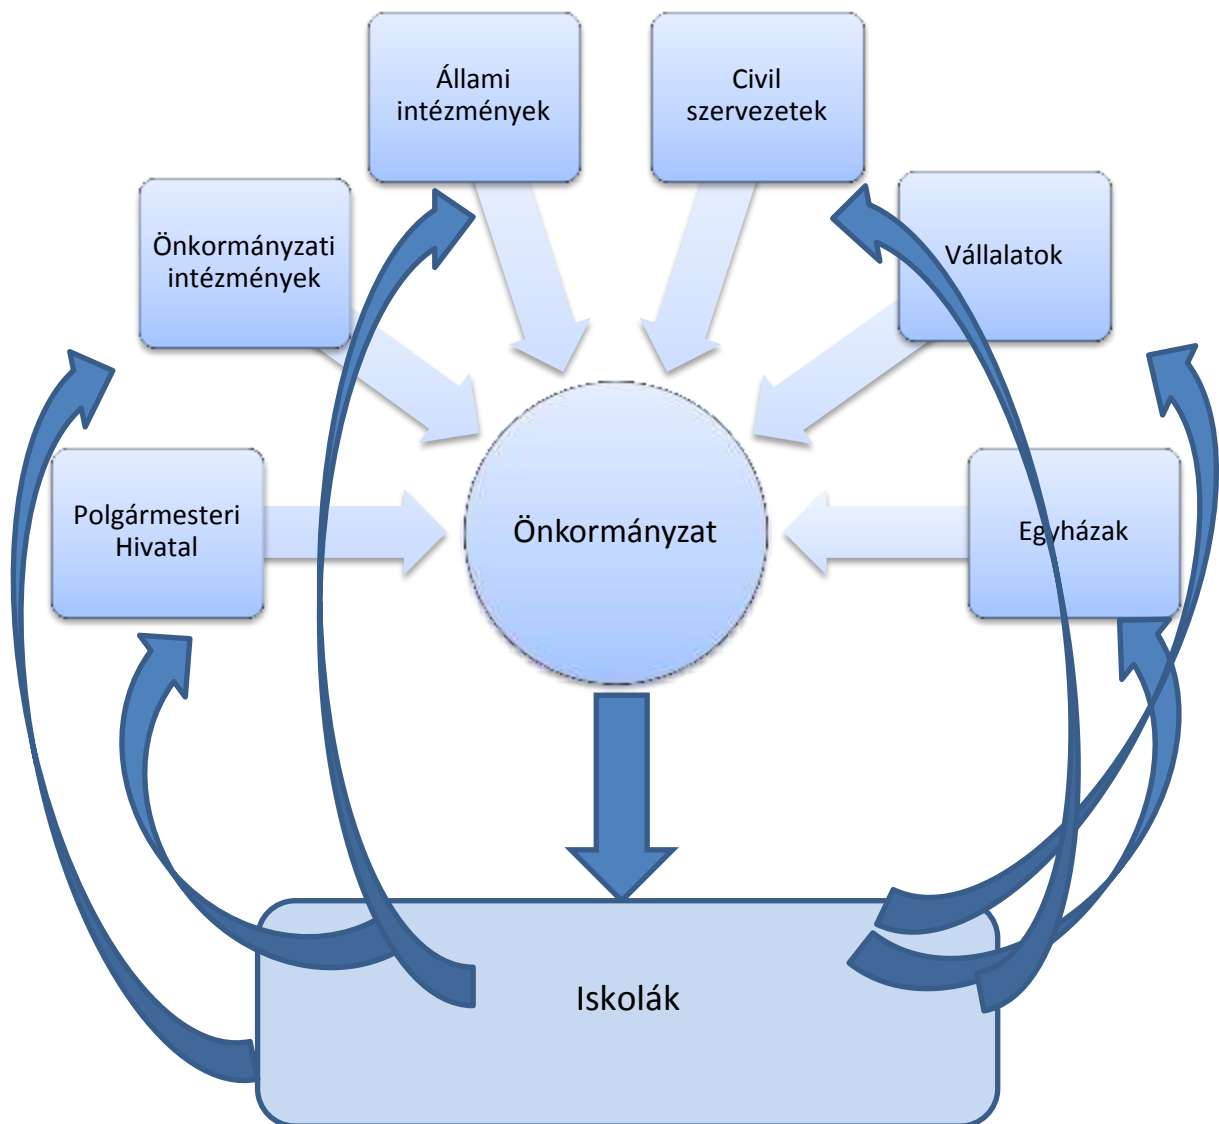 Állami
intézmények
Civil
szervezetek
Önkormányzati
intézmények
Vállalatok
Polgármesteri
Hivatal
Önkormányzat
Egyházak
Iskolák